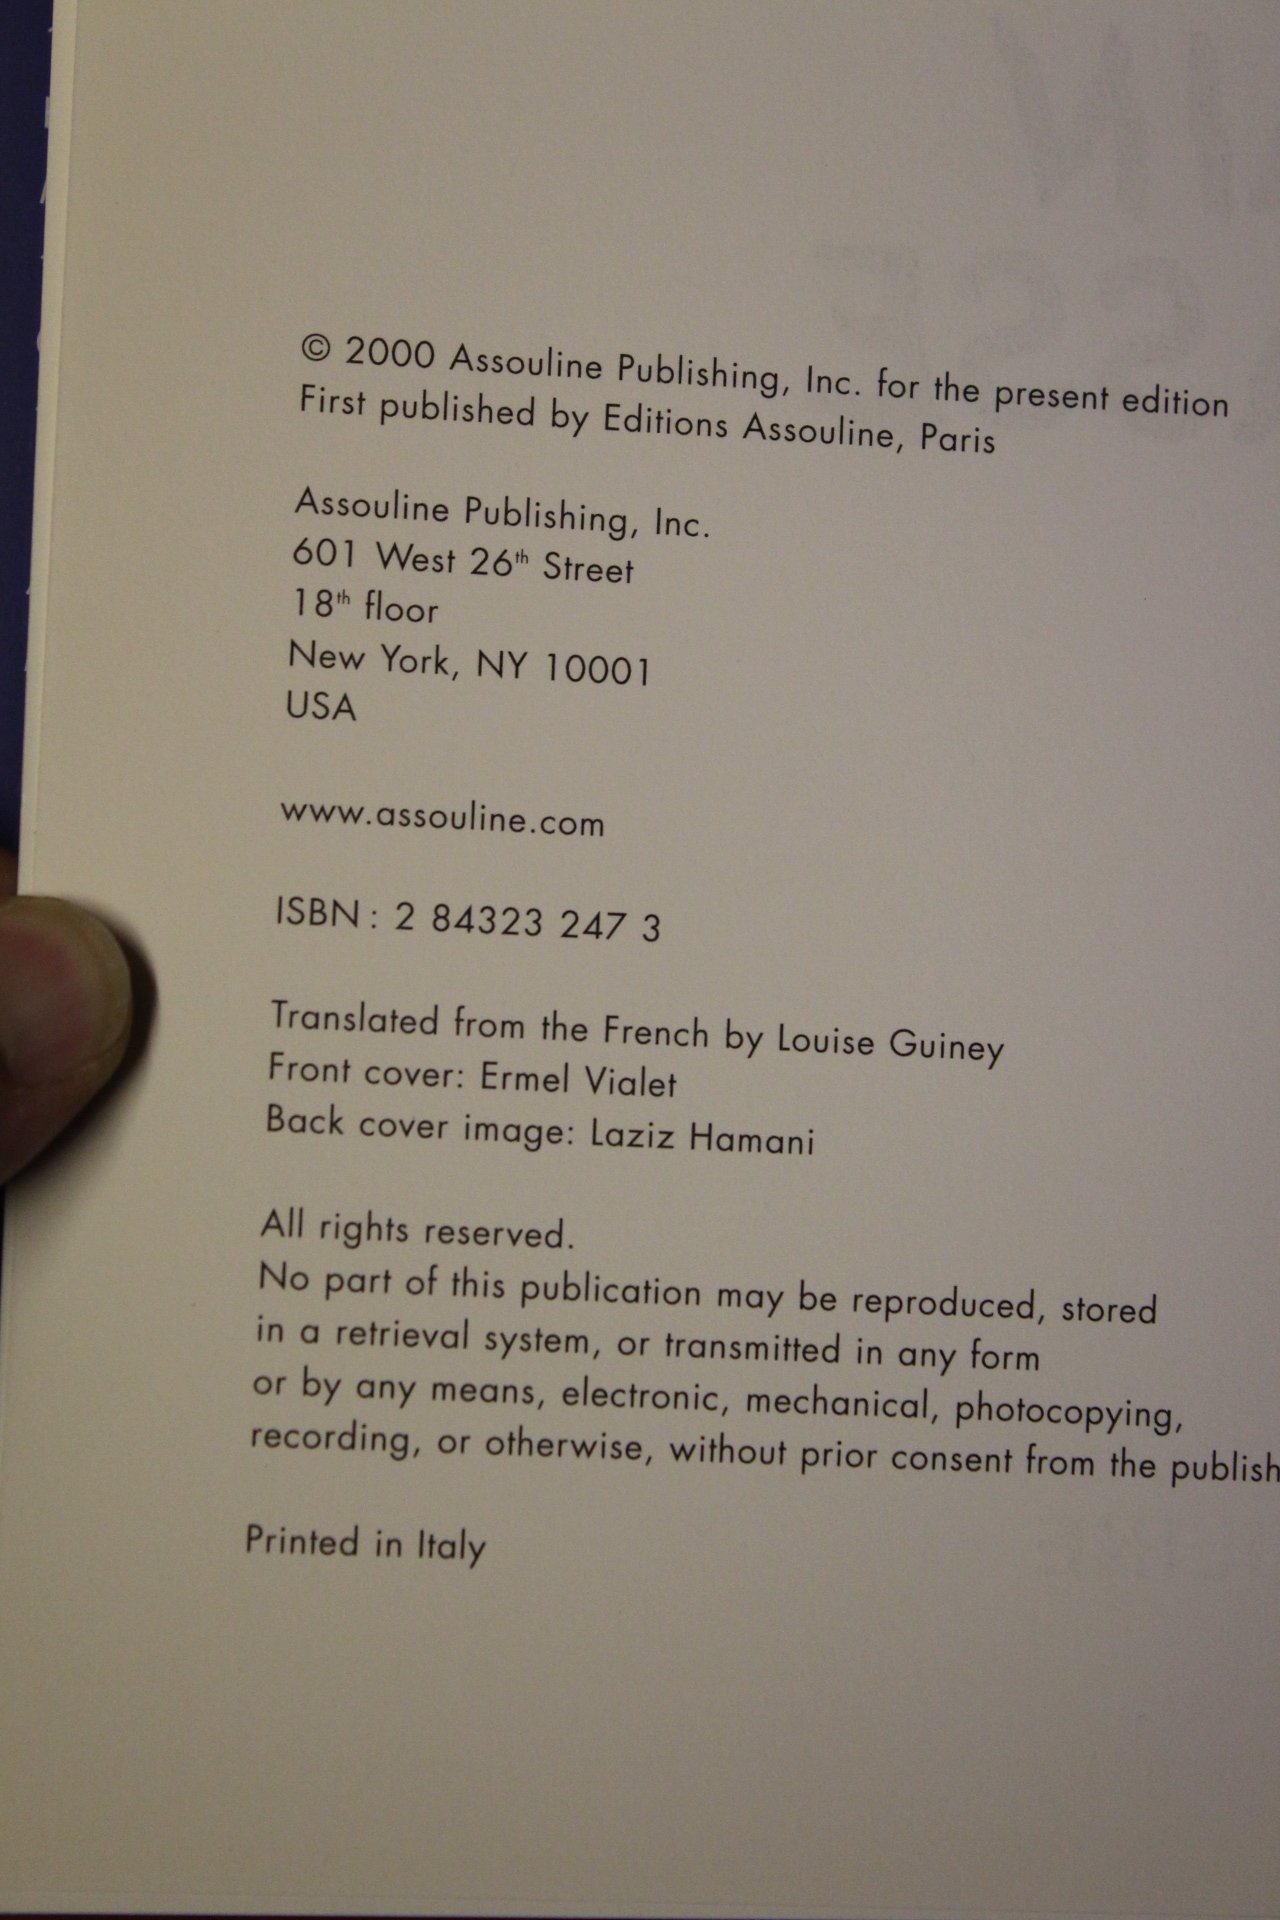 © 2000 Assouline Publishing, Inc. for the present edition
First published by Editions Assouline, Paris
Assouline Publishing, Inc.
601 West 26th Street
18th floor
New York, NY 10001
USA
www.assouline.com
ISBN : 2 84323 247 3
Translated from the French by Louise Guiney
Front cover: Ermel Vialet
Back cover image: Laziz Hamani
All rights reserved.
No part of this publication may be reproduced, stored
in a retrieval system, or transmitted in any form
or by any means, electronic, mechanical, photocopying,
recording, or otherwise, without prior consent from the publish
Printed in Italy